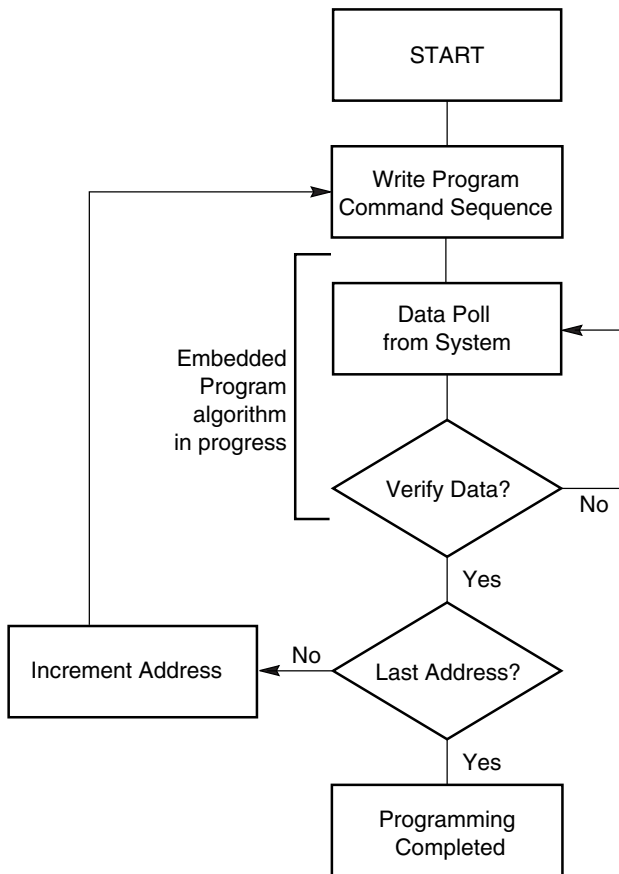 START
Write Program
Command Sequence
Data Poll
from System
Embedded
Program
algorithm
in progress
Verify Data?
No
Yes
Increment Address
No
Last Address?
Yes
Programming
Completed